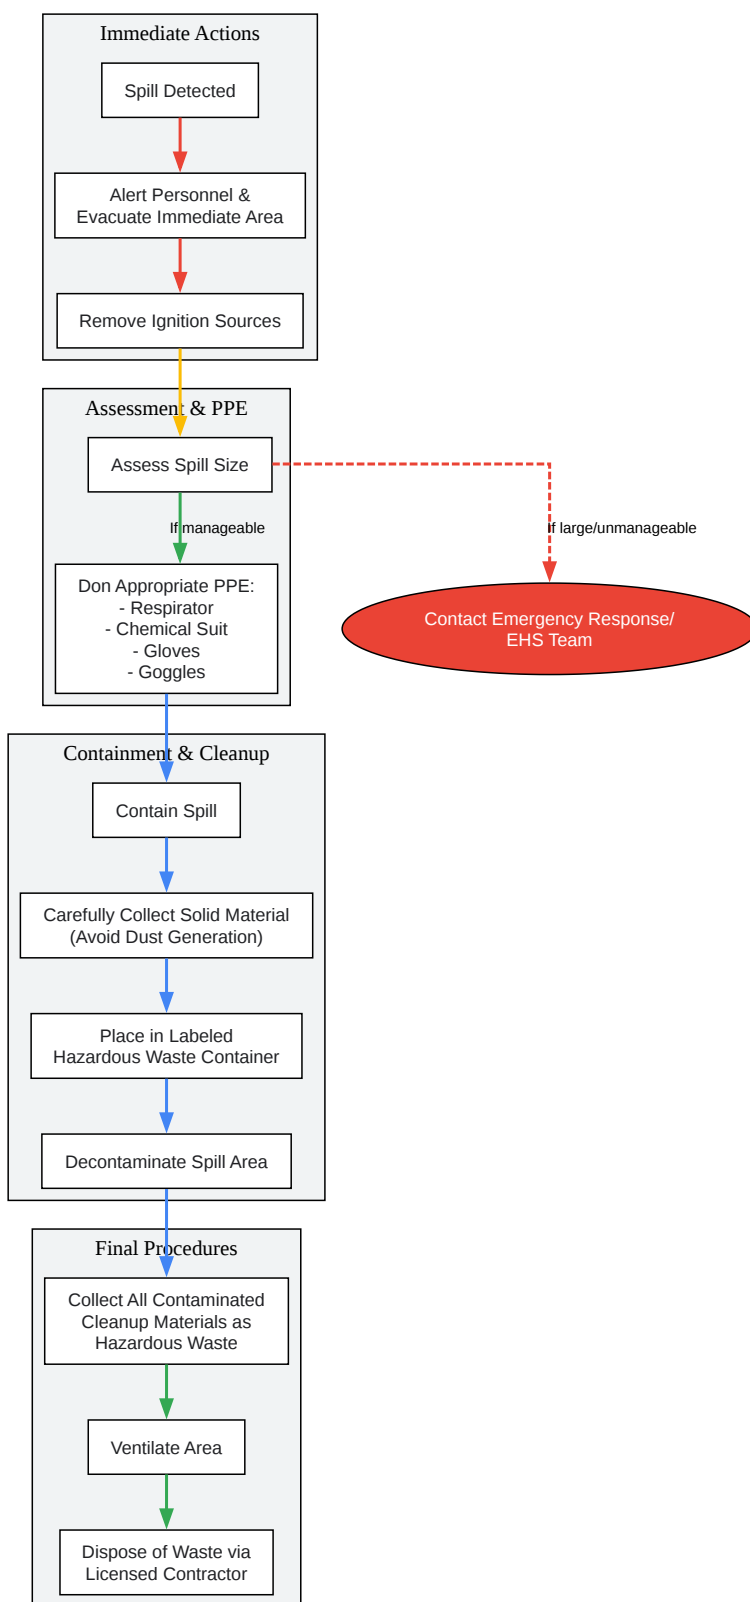 Immediate Actions
Spill Detected
Alert Personnel &
Evacuate Immediate Area
Remove Ignition Sources
Assessment & PPE
Assess Spill Size
If manageable
If large/unmanageable
Don Appropriate PPE:
- Respirator
- Chemical Suit
- Gloves
- Goggles
Contact Emergency Response/
EHS Team
Containment & Cleanup
Contain Spill
Carefully Collect Solid Material
(Avoid Dust Generation)
Place in Labeled
Hazardous Waste Container
Decontaminate Spill Area
Final Procedures
Collect All Contaminated
Cleanup Materials as
Hazardous Waste
Ventilate Area
Dispose of Waste via
Licensed Contractor